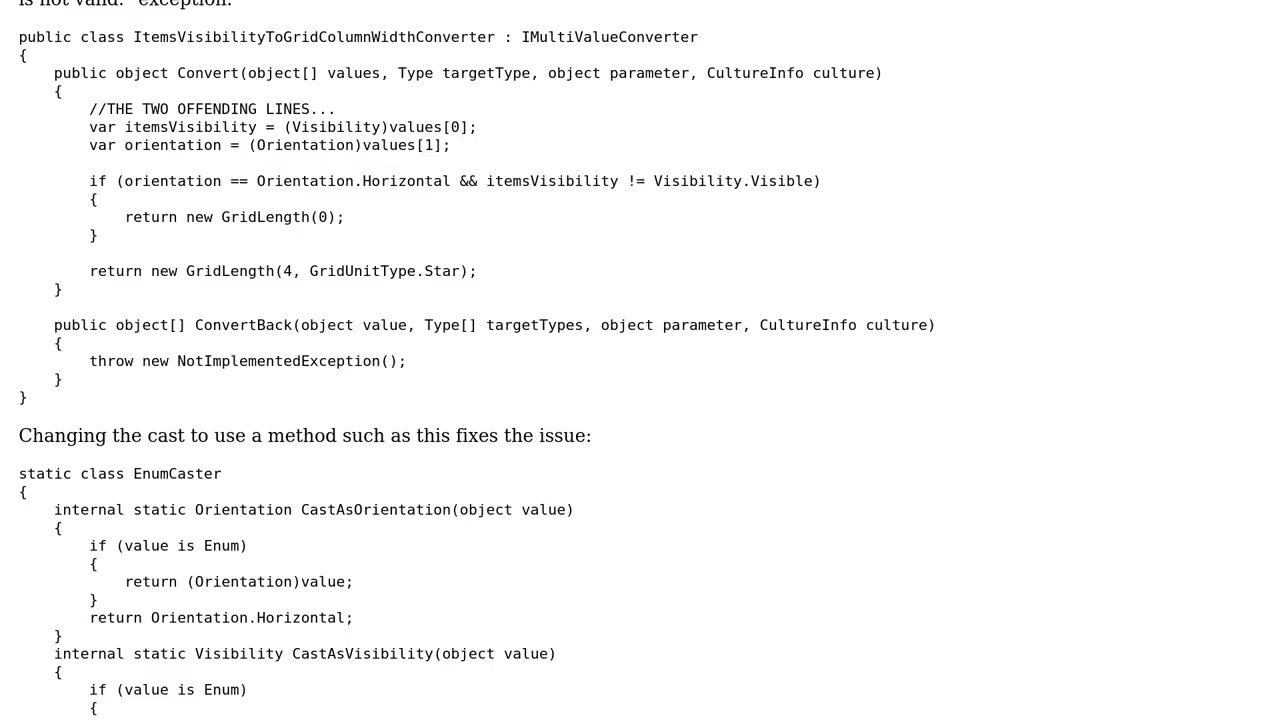 is not valid." exception.
public class ItemsVisibilityToGridColumnWidthConverter : IMultiValueConverter
{
    public object Convert(object[] values, Type targetType, object parameter, CultureInfo culture)
    {
        //THE TWO OFFENDING LINES...
        var itemsVisibility = (Visibility)values[0];
        var orientation = (Orientation)values[1];

        if (orientation == Orientation.Horizontal && itemsVisibility != Visibility.Visible)
        {
            return new GridLength(0);
        }

        return new GridLength(4, GridUnitType.Star);
    }

    public object[] ConvertBack(object value, Type[] targetTypes, object parameter, CultureInfo culture)
    {
        throw new NotImplementedException();
    }
}
Changing the cast to use a method such as this fixes the issue:
static class EnumCaster
{
    internal static Orientation CastAsOrientation(object value)
    {
        if (value is Enum)
        {
            return (Orientation)value;
        }
        return Orientation.Horizontal;
    }
    internal static Visibility CastAsVisibility(object value)
    {
        if (value is Enum)
        {